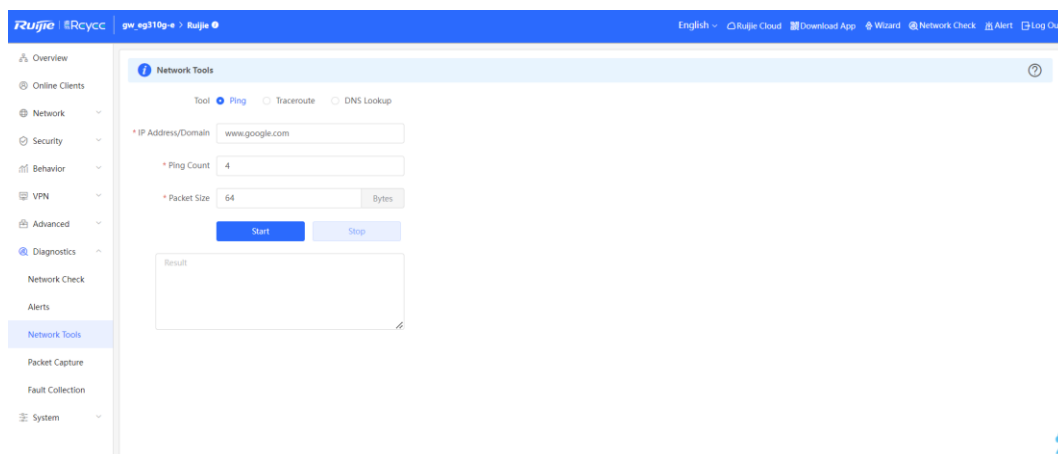 Ruijie Rcycc gw_eg310g-e > Ruijie English Ruijie Cloud Download App Wizard Network Check Alert Log Ou
Overview
Online Clients
Network
Security
Behavior
VPN
Advanced
Diagnostics
Network Check
Alerts
Network Tools
Packet Capture
Fault Collection
System
Network Tools
Tool Ping Traceroute DNS Lookup
* IP Address/Domain www.google.com
* Ping Count 4
* Packet Size 64 Bytes
Start Stop
Result